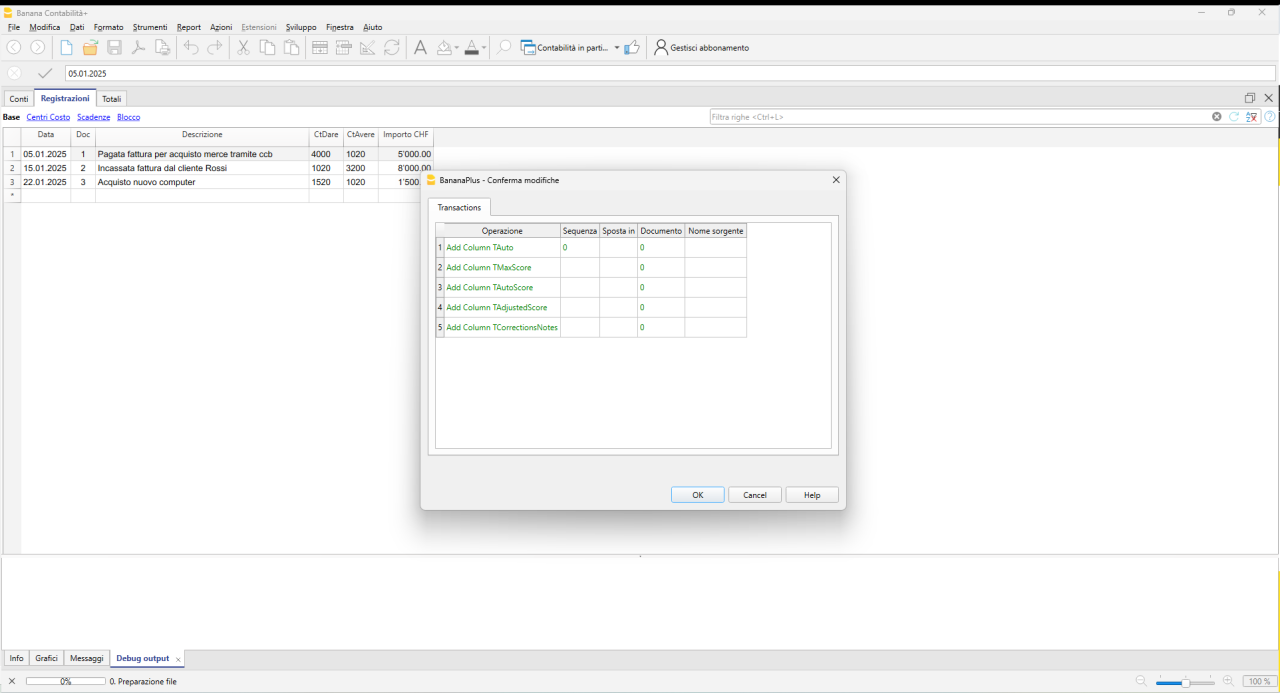 Banana Contabilità+
File Modifica Dati Formato Strumenti Report Azioni Estensioni Sviluppo Finestra Aiuto
Contabilità in parti... Gestisci abbonamento
05.01.2025
Conti Registrazioni Totali
Base Centri Costo Scadenze Blocco Filtra righe <Ctrl+L>
Data Doc Descrizione CtDare CtAvere Importo CHF
1 05.01.2025 1 Pagata fattura per acquisto merce tramite ccb 4000 1020 5'000.00
2 15.01.2025 2 Incassata fattura dal cliente Rossi 1020 3200 8'000.00
3 22.01.2025 3 Acquisto nuovo computer 1520 1020 1'500.
*
BananaPlus - Conferma modifiche
Transactions
Operazione Sequenza Sposta in Documento Nome sorgente
1 Add Column TAuto 0 0
2 Add Column TMaxScore 0
3 Add Column TAutoScore 0
4 Add Column TAdjustedScore 0
5 Add Column TCorrectionsNotes 0
OK Cancel Help
Info Grafici Messaggi Debug output
0% 0. Preparazione file 100 %